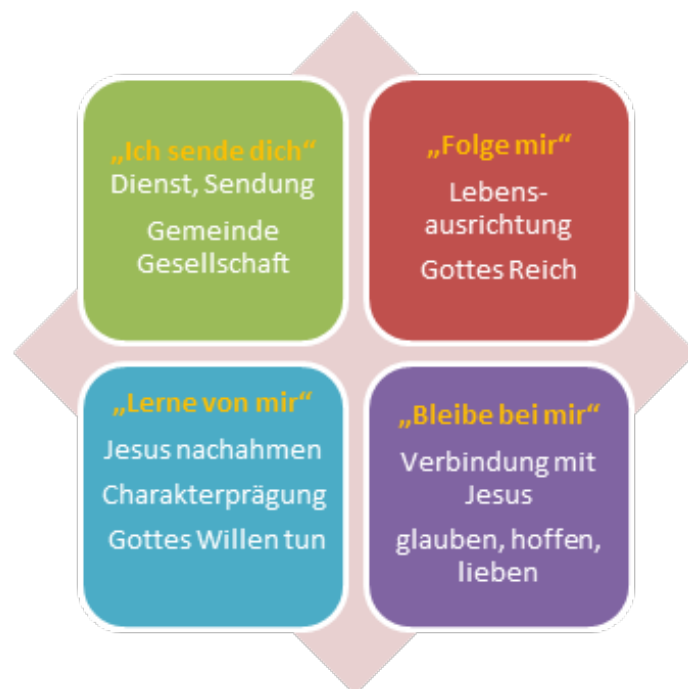 „Ich sende dich“
Dienst, Sendung
Gemeinde
Gesellschaft
„Folge mir“
Lebens-
ausrichtung
Gottes Reich
„Lerne von mir“
Jesus nachahmen
Charakterprägung
Gottes Willen tun
„Bleibe bei mir“
Verbindung mit
Jesus
glauben, hoffen,
lieben